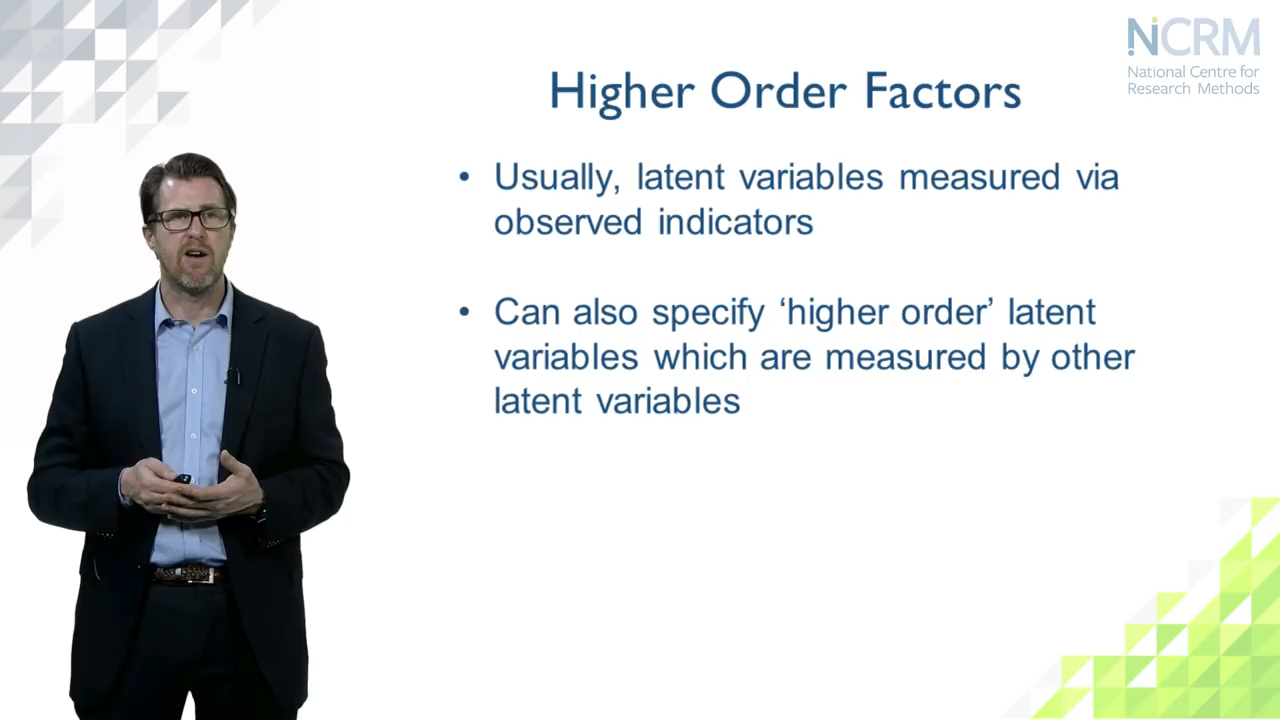 NCRM
National Centre for
Research Methods
Higher Order Factors
• Usually, latent variables measured via
observed indicators
• Can also specify ‘higher order’ latent
variables which are measured by other
latent variables